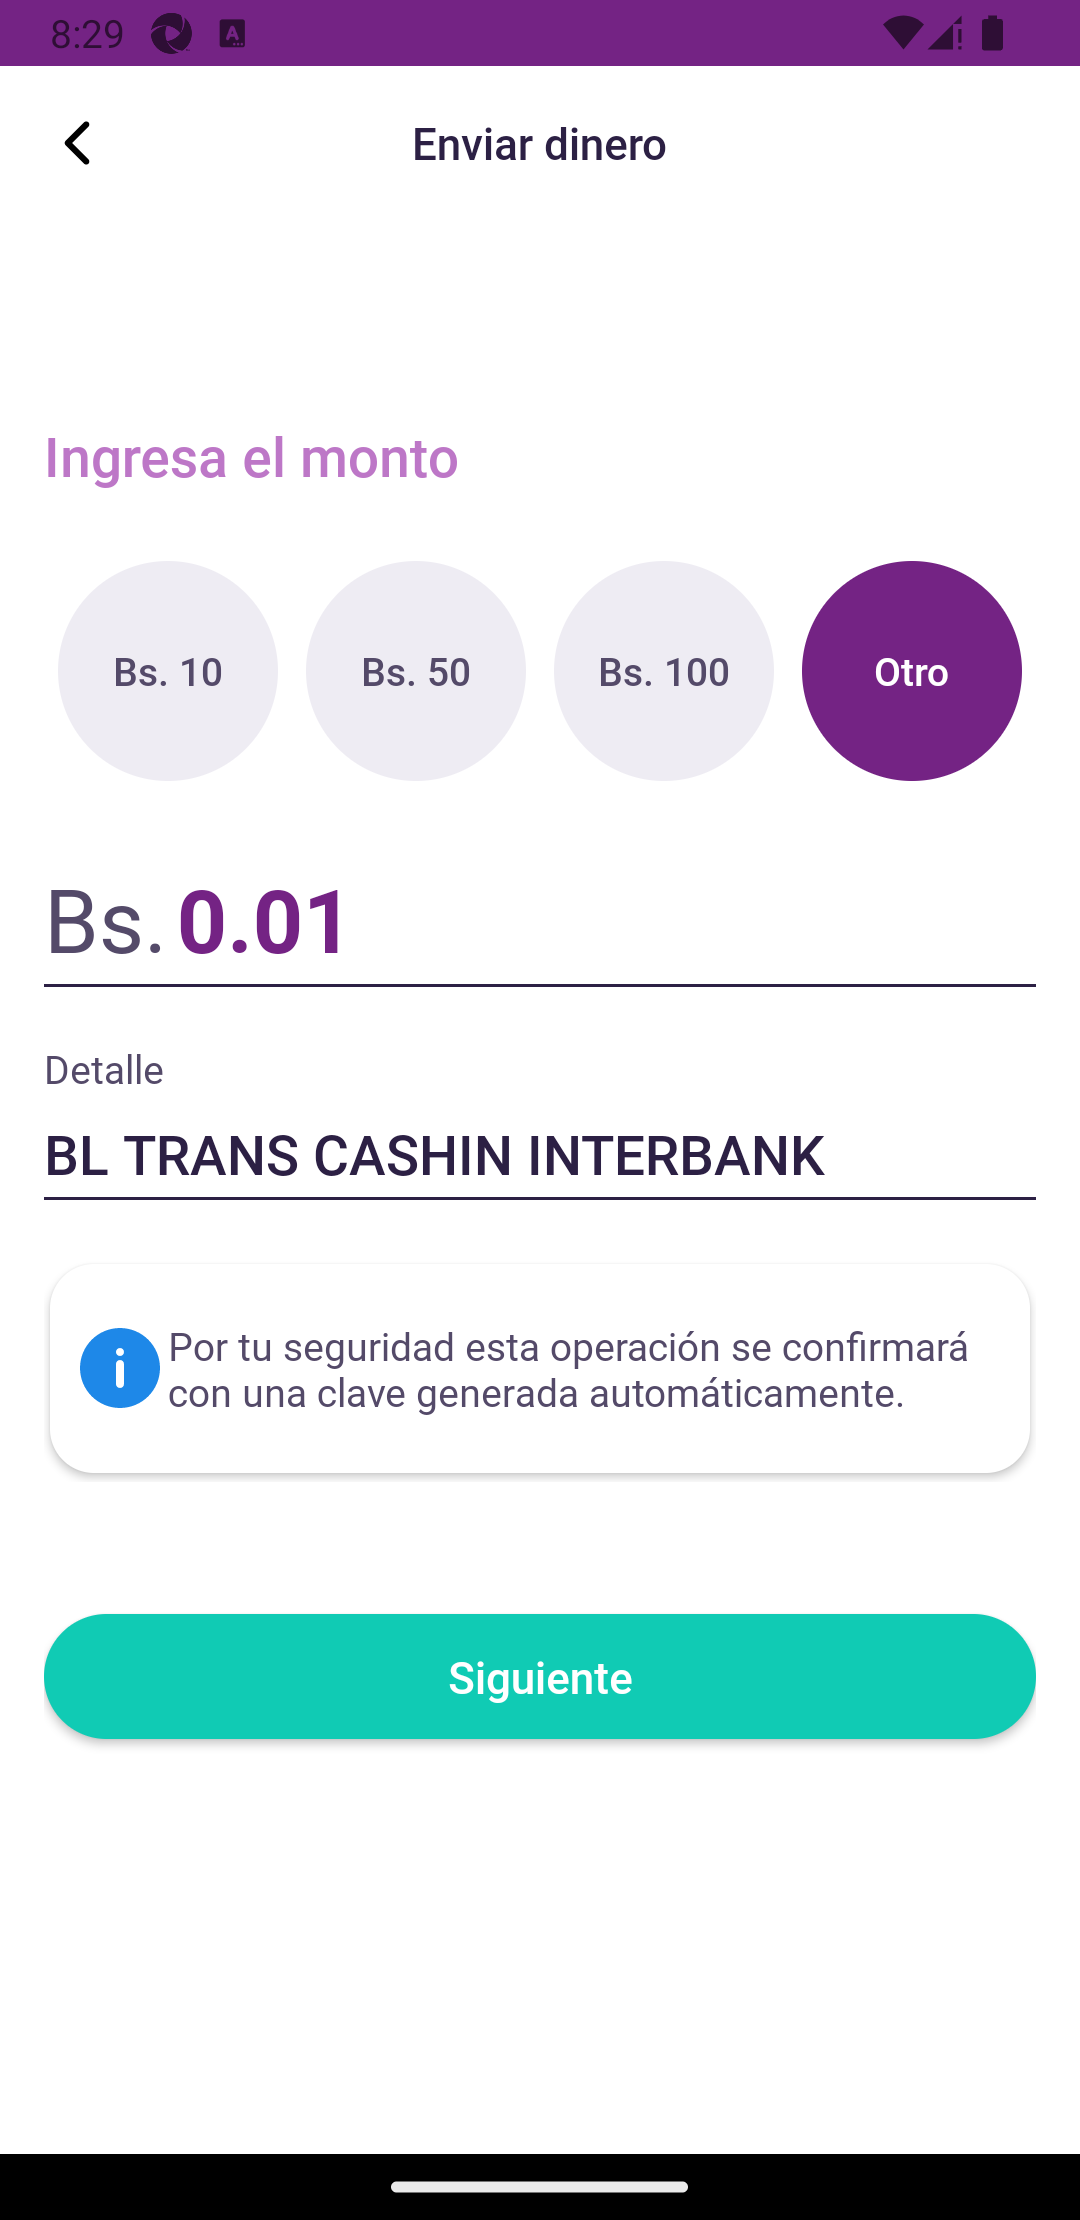 8:29
Enviar dinero
Ingresa el monto
Bs. 10
Bs. 50
Bs. 100
Otro
Bs. 0.01
Detalle
BL TRANS CASHIN INTERBANK
Por tu seguridad esta operación se confirmará
con una clave generada automáticamente.
Siguiente